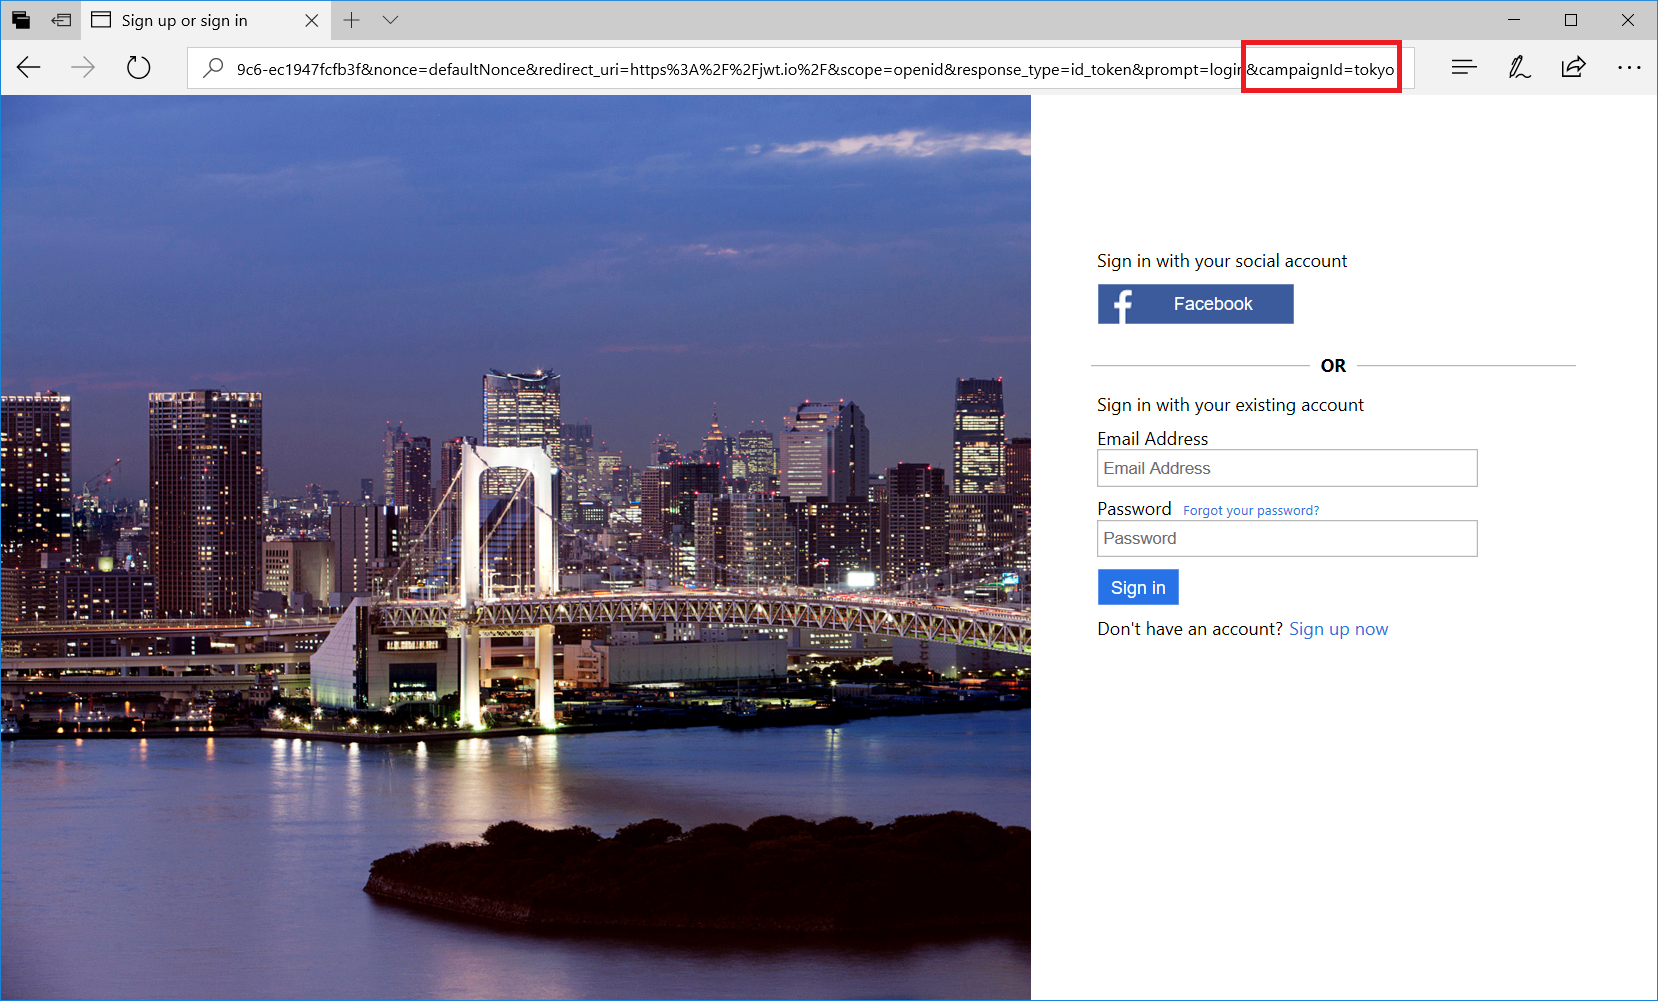 Sign up or sign in
9c6-ec1947fcfb3f&nonce=defaultNonce&redirect_uri=https%3A%2F%2Fjwt.io%2F&scope=openid&response_type=id_token&prompt=login&campaignId=tokyo
Sign in with your social account
f Facebook
OR
Sign in with your existing account
Email Address
Email Address
Password Forgot your password?
Password
Sign in
Don't have an account? Sign up now